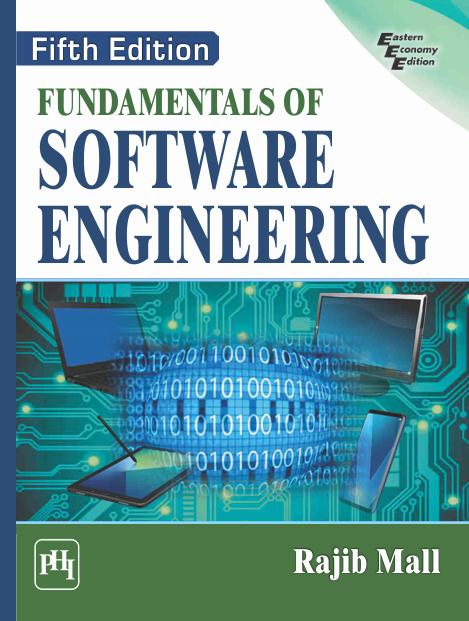 Fifth Edition
Eastern
Economy
Edition
FUNDAMENTALS OF
SOFTWARE
ENGINEERING
Rajib Mall
PHI